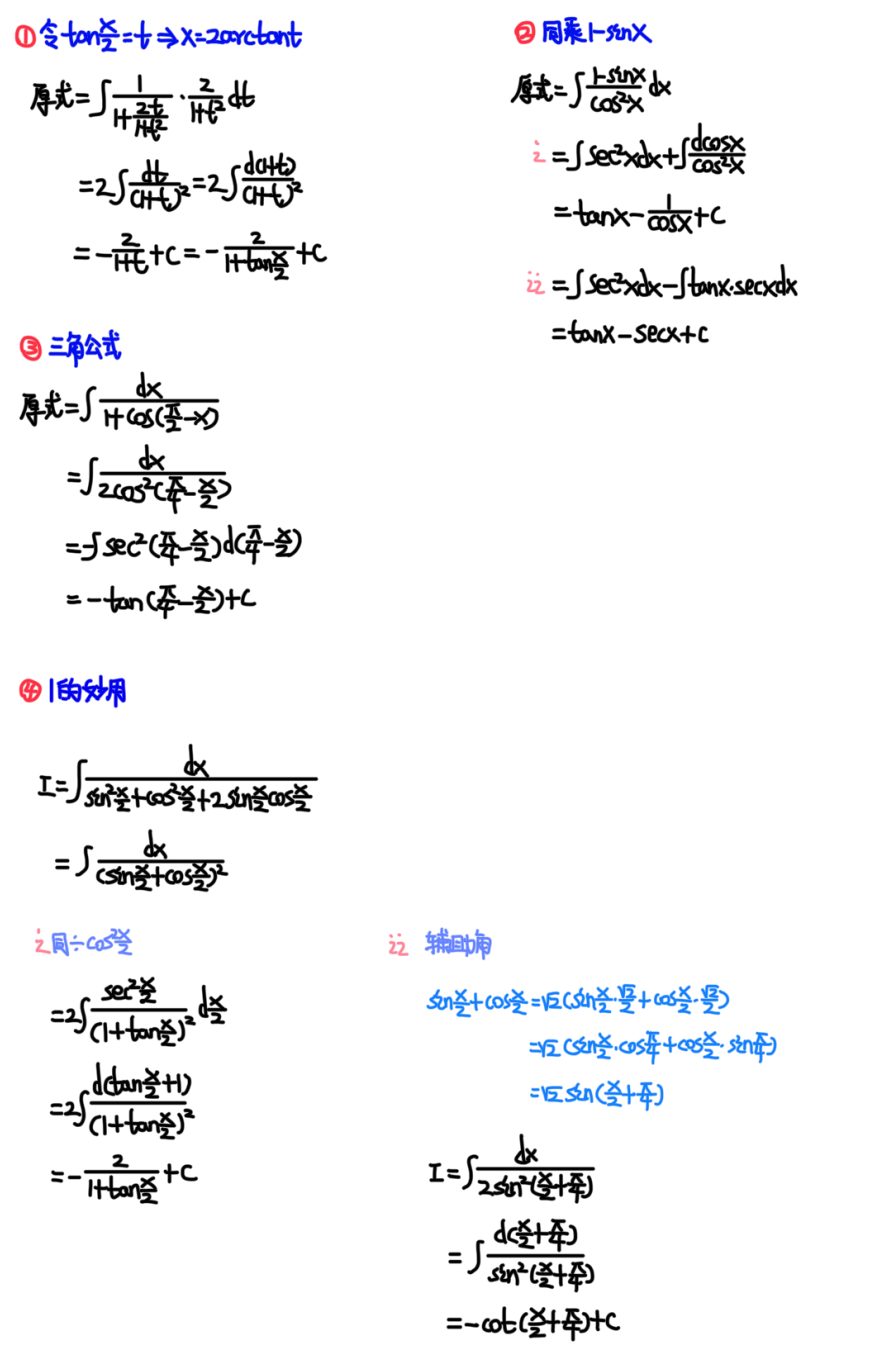 ① 令tan x/2=t⇒x=2arctant
原式=∫1/(1+2t/(1+t²))·2/(1+t²)dt
=2∫dt/(1+t)²=2∫d(1+t)/(1+t)²
=-2/(1+t)+C=-2/(1+tan x/2)+C
② 同乘1-sinx
原式=∫(1-sinx)/cos²x dx
i =∫sec²xdx+∫dcosx/cos²x
=tanx-1/cosx+C
ii =∫sec²xdx-∫tanx·secxdx
=tanx-secx+C
③ 三角公式
原式=∫dx/(1+cos(π/2-x))
=∫dx/(2cos²(π/4-x/2))
=-∫sec²(π/4-x/2)d(π/4-x/2)
=-tan(π/4-x/2)+C
④ 1的妙用
I=∫dx/(sin²x/2+cos²x/2+2sin x/2 cos x/2)
=∫dx/(sin x/2+cos x/2)²
i 同÷cos²x/2
=2∫sec²x/2/(1+tan x/2)² d x/2
=2∫d(tan x/2+1)/(1+tan x/2)²
=-2/(1+tan x/2)+C
ii 辅助角
sin x/2+cos x/2=√2(sin x/2·√2/2+cos x/2·√2/2)
=√2(sin x/2·cos π/4+cos x/2·sin π/4)
=√2sin(x/2+π/4)
I=∫dx/(2sin²(x/2+π/4))
=∫d(x/2+π/4)/sin²(x/2+π/4)
=-cot(x/2+π/4)+C